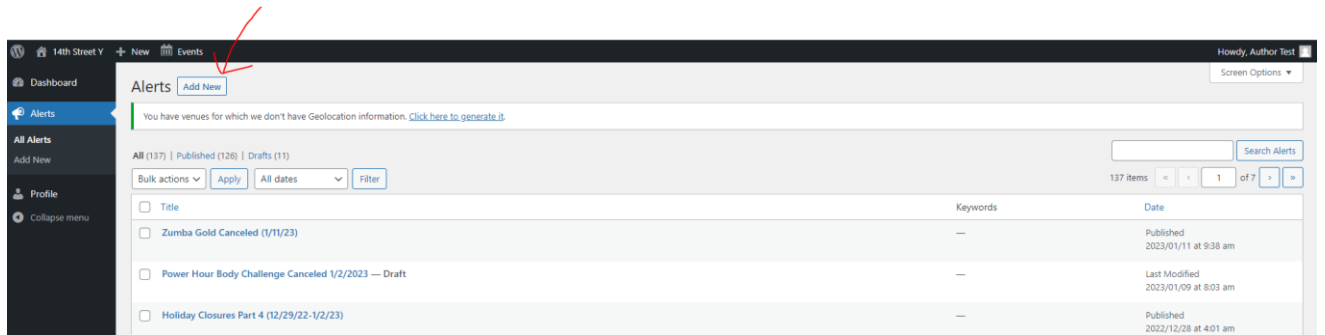 14th Street Y + New Events Howdy, Author Test
Dashboard
Alerts
All Alerts
Add New
Profile
Collapse menu
Alerts Add New Screen Options ▼
You have venues for which we don't have Geolocation information. Click here to generate it.
All (137) | Published (126) | Drafts (11) Search Alerts
Bulk actions Apply All dates Filter 137 items « ‹ 1 of 7 › »
Title Keywords Date
Zumba Gold Canceled (1/11/23) — Published
2023/01/11 at 9:38 am
Power Hour Body Challenge Canceled 1/2/2023 — Draft — Last Modified
2023/01/09 at 8:03 am
Holiday Closures Part 4 (12/29/22-1/2/23) — Published
2022/12/28 at 4:01 am